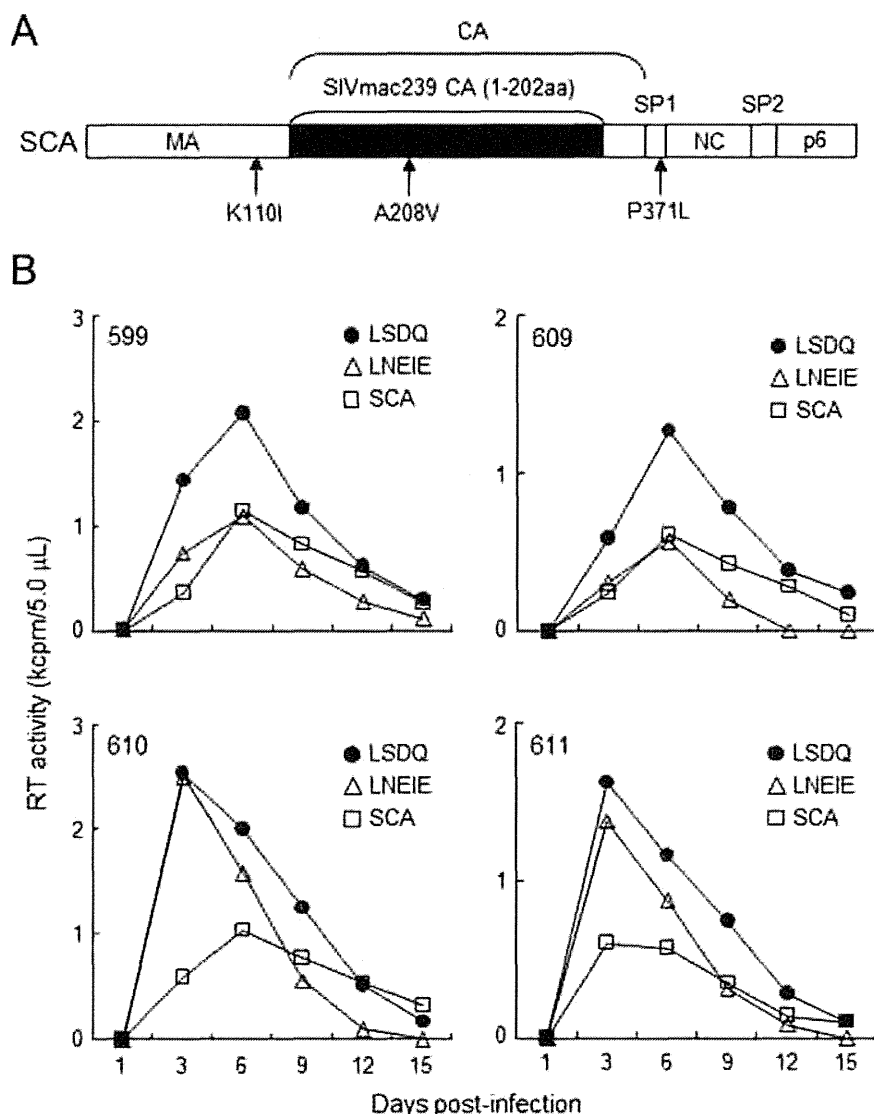 A
CA
SIVmac239 CA (1-202aa)
SP1 SP2
SCA MA NC p6
K110I A208V P371L
B
RT activity (kcpm/5.0 µL)
3
2
1
0
599
LSDQ
LNEIE
SCA
2
1
0
609
LSDQ
LNEIE
SCA
3
2
1
0
610
LSDQ
LNEIE
SCA
1 3 6 9 12 15
2
1
0
611
LSDQ
LNEIE
SCA
1 3 6 9 12 15
Days post-infection